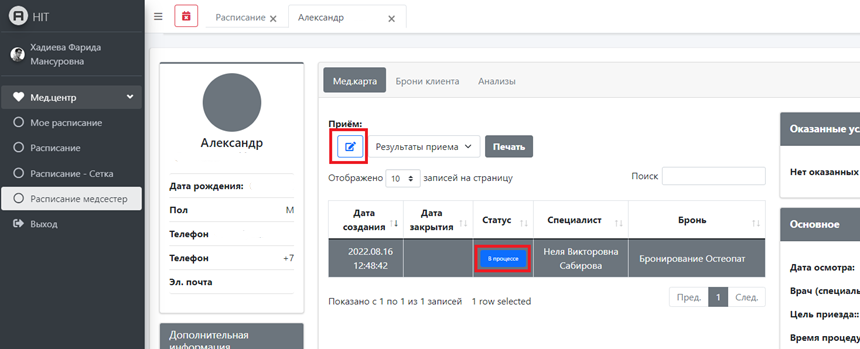 HIT
Расписание
Александр
Хадиева Фарида
Мансуровна
Мед.центр
Мое расписание
Расписание
Расписание - Сетка
Расписание медсестер
Выход
Александр
Дата рождения:
Пол М
Телефон
Телефон +7
Эл. почта
Дополнительная
информация
Мед.карта Брони клиента Анализы
Приём:
Результаты приема Печать
Отображено 10 записей на страницу Поиск
Дата создания Дата закрытия Статус Специалист Бронь
2022.08.16
12:48:42
В процессе
Неля Викторовна
Сабирова
Бронирование Остеопат
Показано с 1 по 1 из 1 записей 1 row selected
Пред. 1 След.
Оказанные ус
Нет оказанных
Основное
Дата осмотра:
Врач (специаль
Цель приезда::
Время процеду